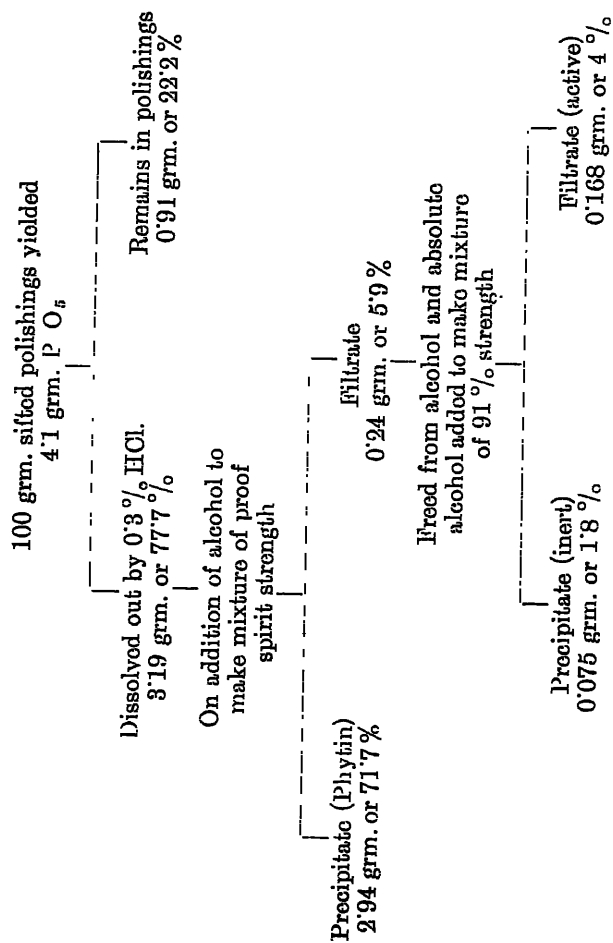 100 grm. sifted polishings yielded
4·1 grm. P O₅
Dissolved out by 0·3 % HCl.
3·19 grm. or 77·7 %
Remains in polishings
0·91 grm. or 22·2 %
On addition of alcohol to
make mixture of proof
spirit strength
Precipitate (Phytin)
2·94 grm. or 71·7 %
Filtrate
0·24 grm. or 5·9 %
Freed from alcohol and absolute
alcohol added to make mixture
of 91 % strength
Precipitate (inert)
0·075 grm. or 1·8 %
Filtrate (active)
0·168 grm. or 4 %